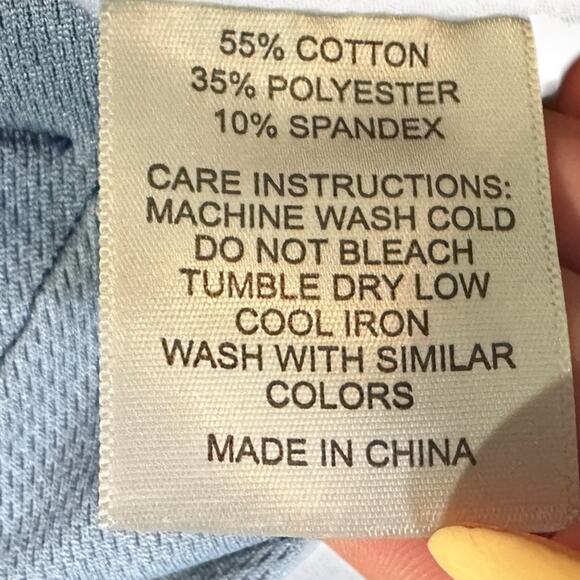 55% COTTON
35% POLYESTER
10% SPANDEX
CARE INSTRUCTIONS:
MACHINE WASH COLD
DO NOT BLEACH
TUMBLE DRY LOW
COOL IRON
WASH WITH SIMILAR
COLORS
MADE IN CHINA